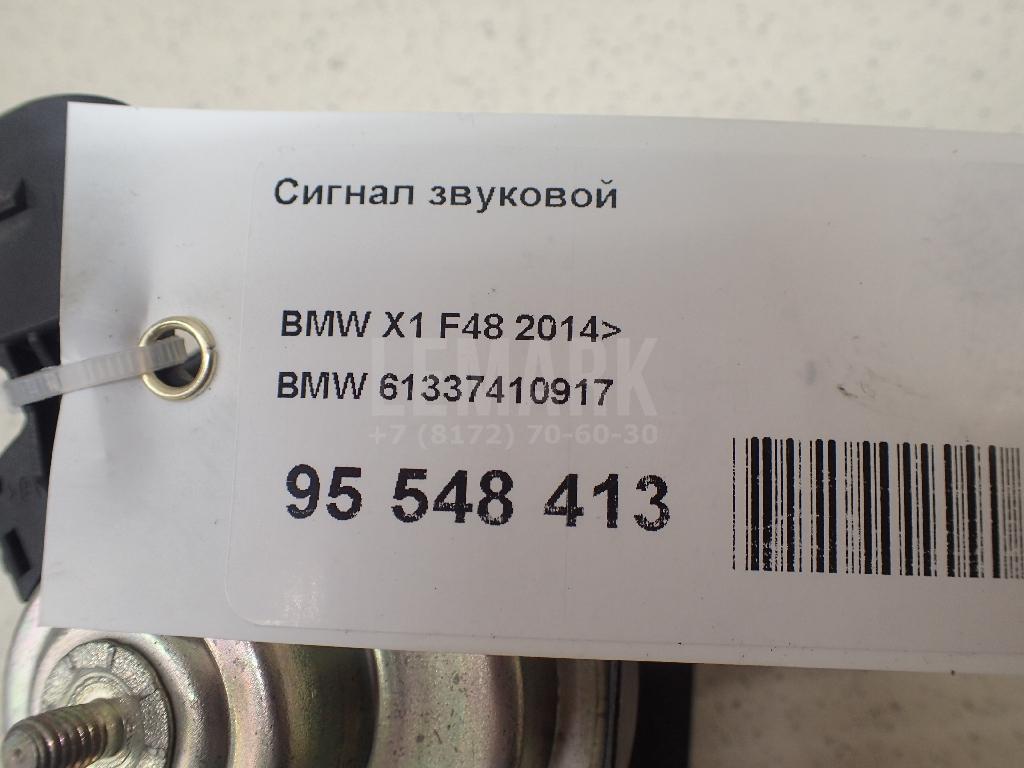 Сигнал звуковой
BMW X1 F48 2014>
LEMARK
BMW 61337410917
+7 (8172) 70-60-30
95 548 413